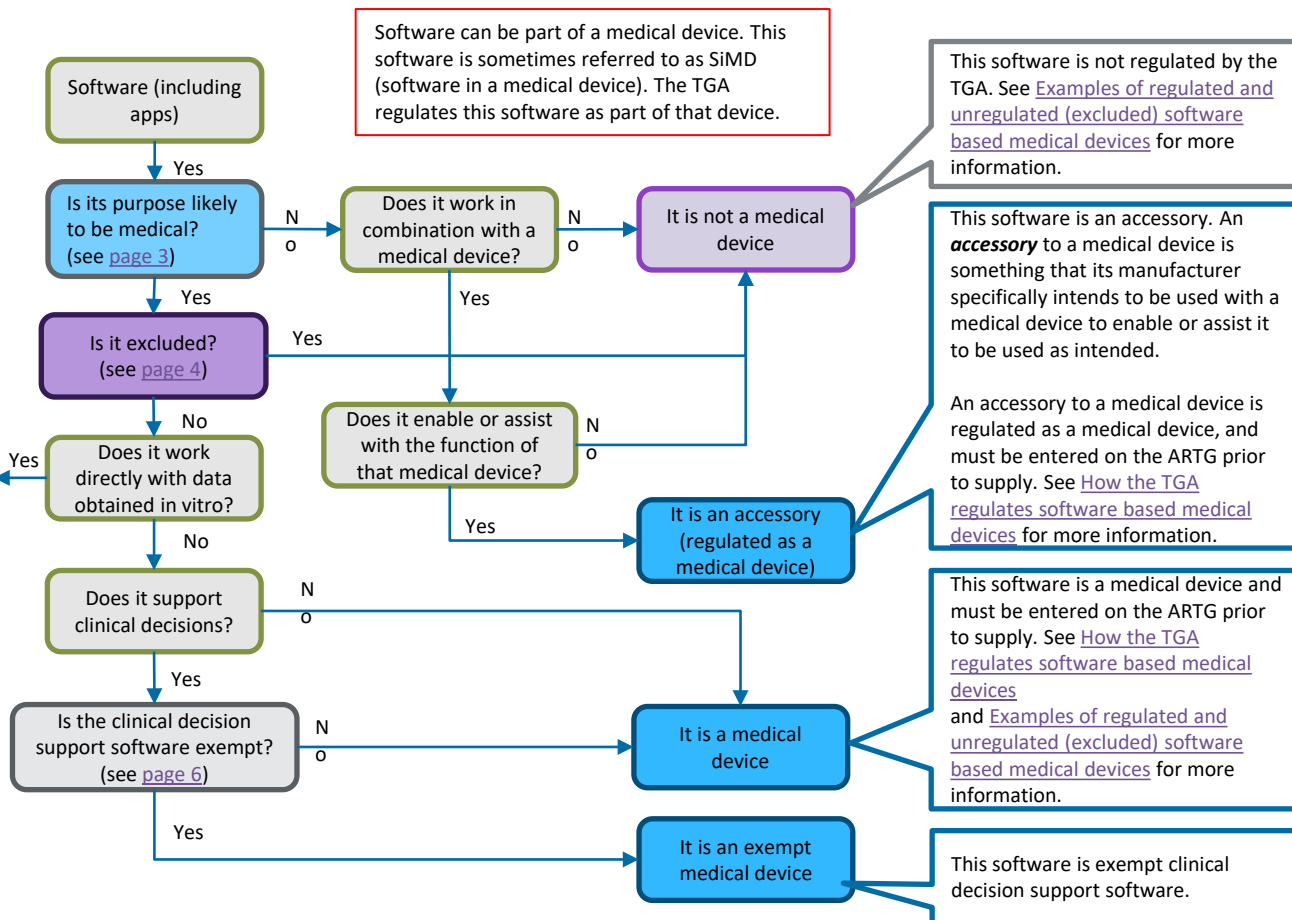 Software can be part of a medical device. This
software is sometimes referred to as SiMD
(software in a medical device). The TGA
regulates this software as part of that device.
Software (including
apps)
Yes
Is its purpose likely
to be medical?
(see page 3)
N
o
Does it work in
combination with a
medical device?
N
o
It is not a medical
device
This software is not regulated by the
TGA. See Examples of regulated and
unregulated (excluded) software
based medical devices for more
information.
Yes
Yes
Is it excluded?
(see page 4)
Yes
No
Does it enable or assist
with the function of
that medical device?
N
o
Yes
It is an accessory
(regulated as a
medical device)
This software is an accessory. An
accessory to a medical device is
something that its manufacturer
specifically intends to be used with a
medical device to enable or assist it
to be used as intended.
An accessory to a medical device is
regulated as a medical device, and
must be entered on the ARTG prior
to supply. See How the TGA
regulates software based medical
devices for more information.
Yes
Does it work
directly with data
obtained in vitro?
No
Does it support
clinical decisions?
N
o
Yes
Is the clinical decision
support software exempt?
(see page 6)
N
o
It is a medical
device
This software is a medical device and
must be entered on the ARTG prior
to supply. See How the TGA
regulates software based medical
devices
and Examples of regulated and
unregulated (excluded) software
based medical devices for more
information.
Yes
It is an exempt
medical device
This software is exempt clinical
decision support software.